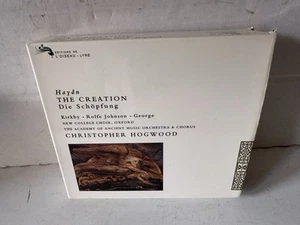 EDITIONS DE
L'OISEAU-LYRE
Haydn
THE CREATION
Die Schöpfung
Kirkby · Rolfe Johnson · George
NEW COLLEGE CHOIR, OXFORD
THE ACADEMY OF ANCIENT MUSIC ORCHESTRA & CHORUS
CHRISTOPHER HOGWOOD